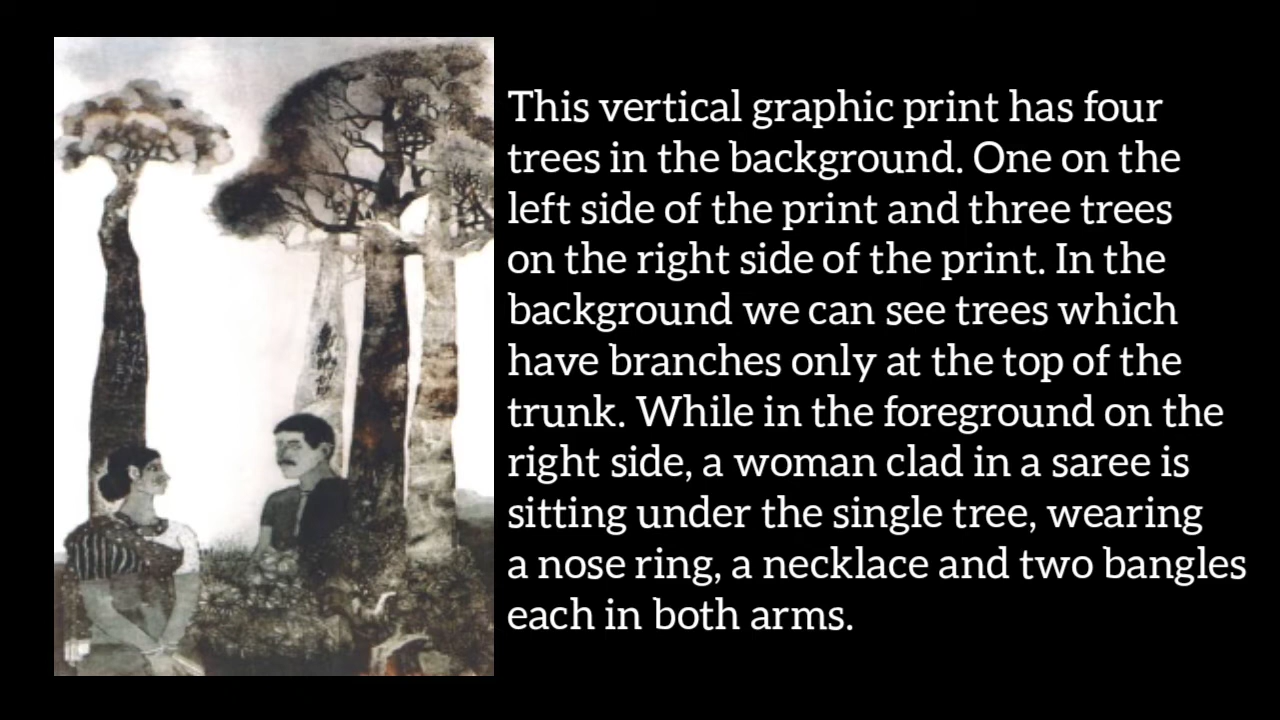 This vertical graphic print has four
trees in the background. One on the
left side of the print and three trees
on the right side of the print. In the
background we can see trees which
have branches only at the top of the
trunk. While in the foreground on the
right side, a woman clad in a saree is
sitting under the single tree, wearing
a nose ring, a necklace and two bangles
each in both arms.